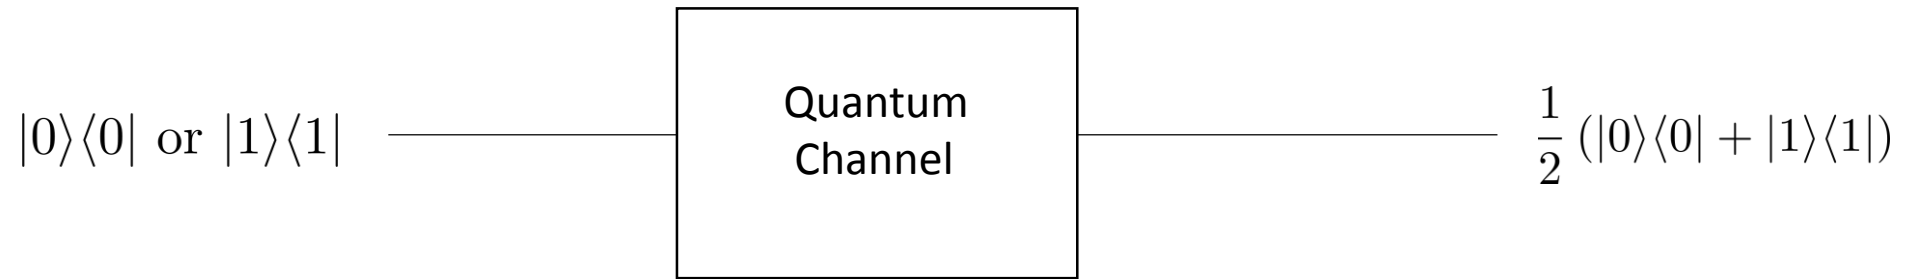 |0⟩⟨0| or |1⟩⟨1|
Quantum
Channel
1/2 (|0⟩⟨0| + |1⟩⟨1|)